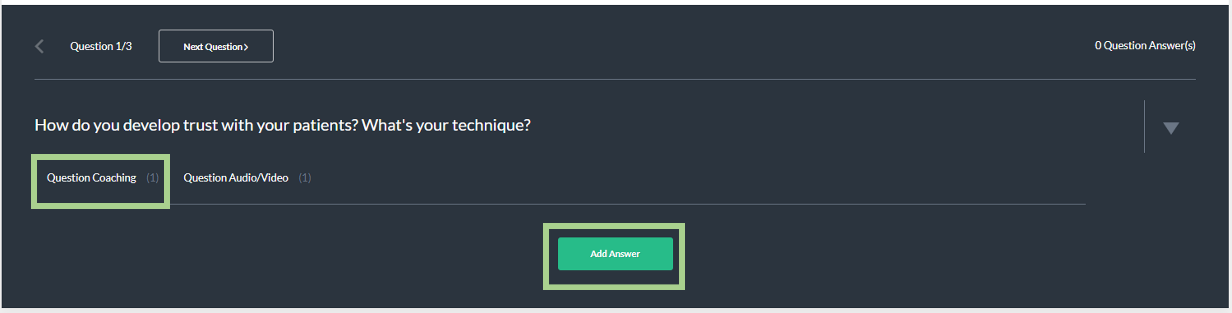 Question 1/3 Next Question> 0 Question Answer(s)
How do you develop trust with your patients? What's your technique?
Question Coaching (1) Question Audio/Video (1)
Add Answer